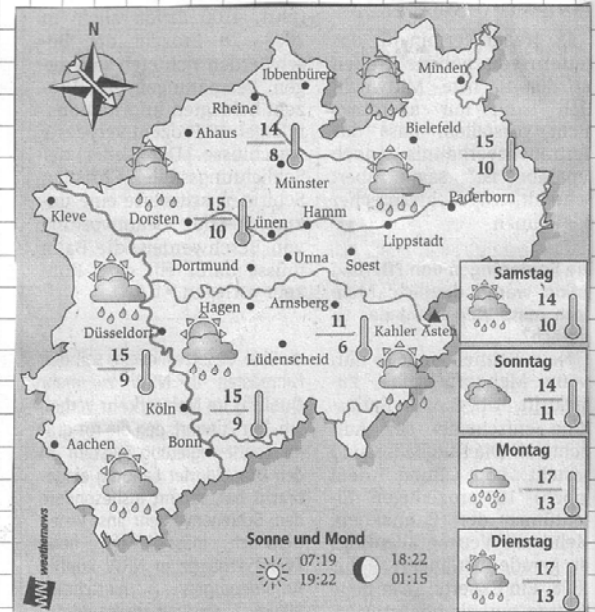 N
Ibbenbüren
Minden
Rheine
Ahaus
14
8
Bielefeld
15
10
Münster
Kleve
Dorsten
15
10
Lünen
Hamm
Paderborn
Lippstadt
Dortmund
Unna
Soest
Hagen
Arnsberg
11
6
Kahler Asten
Düsseldorf
Lüdenscheid
15
9
Köln
15
9
Aachen
Bonn
Samstag
14
10
Sonntag
14
11
Montag
17
13
Dienstag
17
13
Sonne und Mond
07:19 18:22
19:22 01:15
WN weathernews